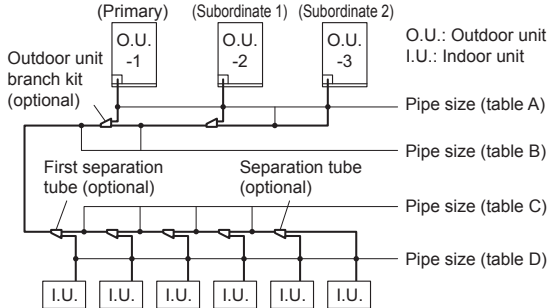 (Primary) (Subordinate 1) (Subordinate 2)
O.U. -1
O.U. -2
O.U. -3
O.U.: Outdoor unit
I.U.: Indoor unit
Outdoor unit
branch kit
(optional)
Pipe size (table A)
Pipe size (table B)
First separation
tube (optional)
Separation tube
(optional)
Pipe size (table C)
Pipe size (table D)
I.U. I.U. I.U. I.U. I.U. I.U.